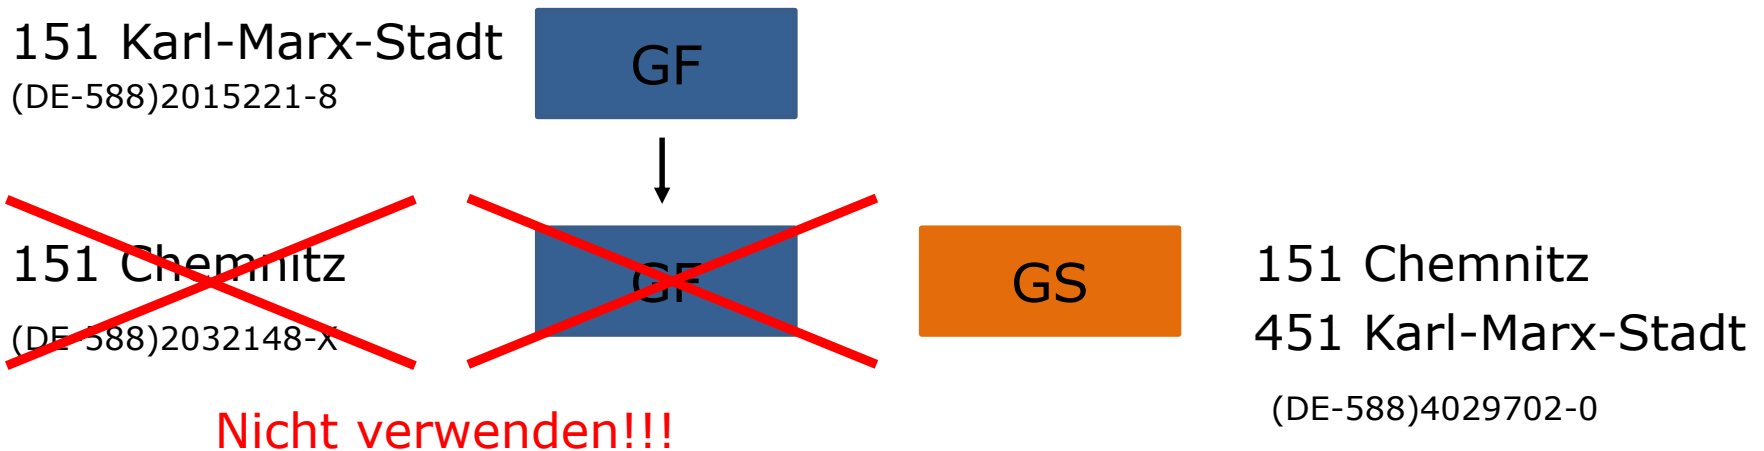 151 Karl-Marx-Stadt
(DE-588)2015221-8
GF
151 Chemnitz
(DE-588)2032148-X
GF
GS
151 Chemnitz
451 Karl-Marx-Stadt
(DE-588)4029702-0
Nicht verwenden!!!